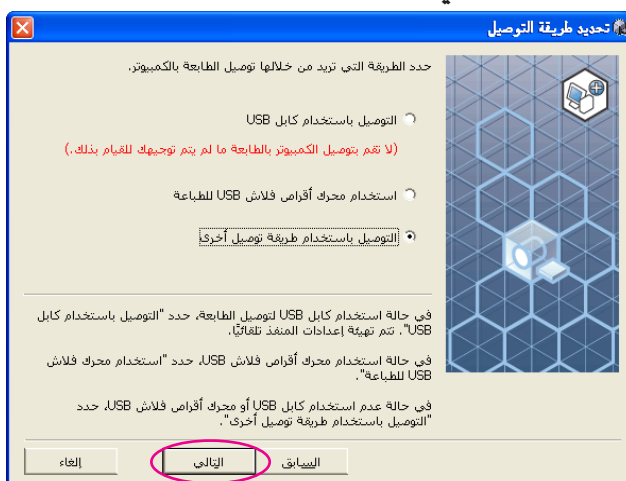 تحديد طريقة التوصيل
حدد الطريقة التي تريد من خلالها توصيل الطابعة بالكمبيوتر.
التوصيل باستخدام كابل USB
(لا تقم بتوصيل الكمبيوتر بالطابعة ما لم يتم توجيهك للقيام بذلك.)
استخدام محرك أقراص فلاش USB للطباعة
التوصيل باستخدام طريقة توصيل أخرى
في حالة استخدام كابل USB لتوصيل الطابعة، حدد "التوصيل باستخدام كابل
USB". تتم تهيئة إعدادات المنفذ تلقائيًا.
في حالة استخدام محرك أقراص فلاش USB، حدد "استخدام محرك فلاش
USB للطباعة".
في حالة عدم استخدام كابل USB أو محرك أقراص فلاش USB، حدد
"التوصيل باستخدام طريقة توصيل أخرى".
السابق التالي إلغاء